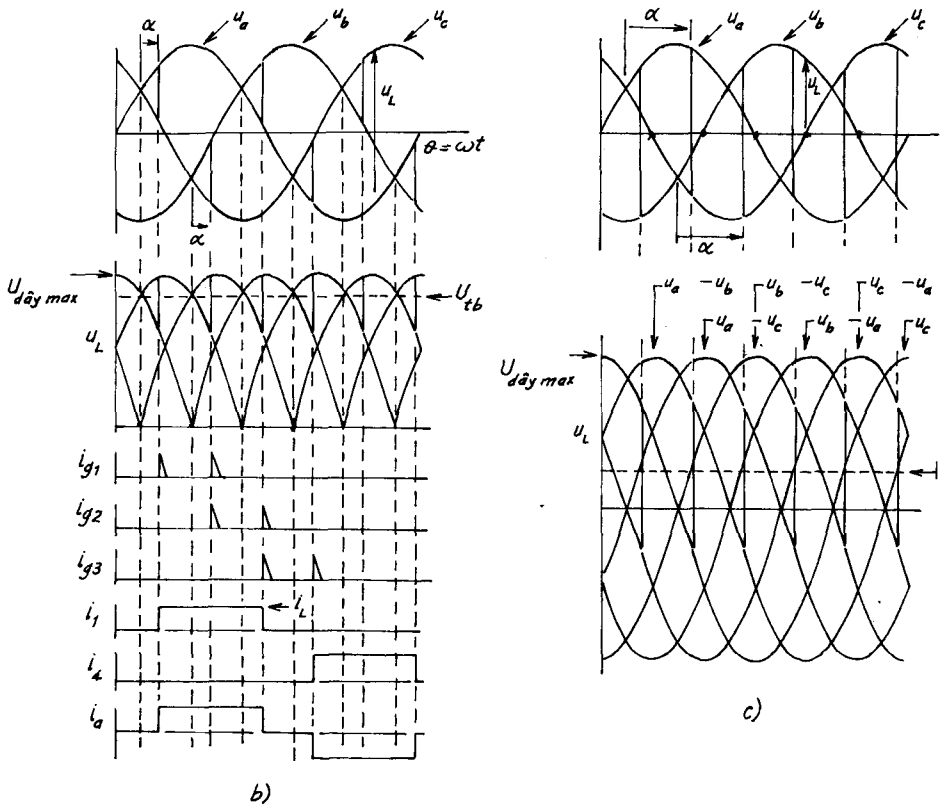 α
u_a
u_b
u_c
u_L
θ = ωt
α
U_dây max
U_tb
u_L
i_g1
i_g2
i_g3
i_1
i_L
i_4
i_a
b)
α
u_a
u_b
u_c
u_L
α
u_a -u_b u_b -u_c u_c -u_a
u_a -u_c u_b -u_a u_c
U_dây max
u_L
c)